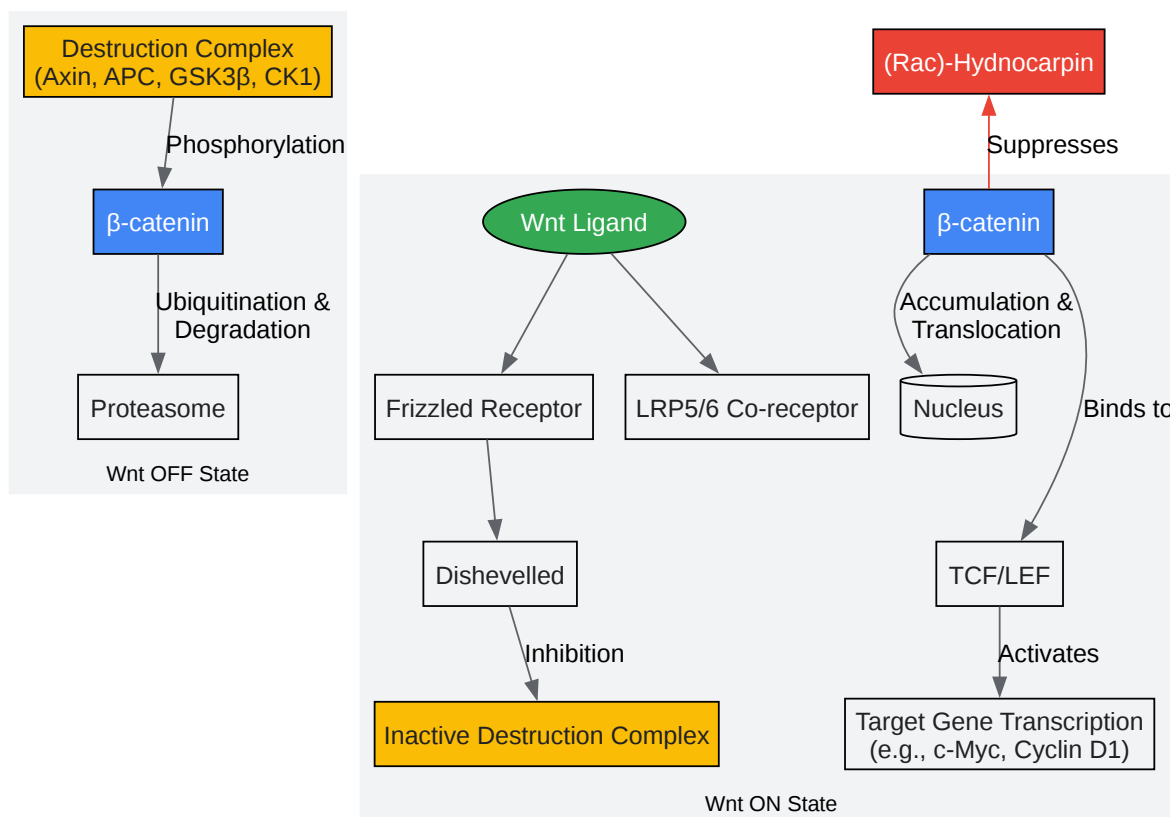 Destruction Complex
(Axin, APC, GSK3β, CK1)
Phosphorylation
β-catenin
Ubiquitination &
Degradation
Proteasome
Wnt OFF State
(Rac)-Hydnocarpin
Suppresses
Wnt Ligand
β-catenin
Accumulation &
Translocation
Frizzled Receptor
LRP5/6 Co-receptor
Nucleus
Binds to
Dishevelled
TCF/LEF
Inhibition
Activates
Inactive Destruction Complex
Target Gene Transcription
(e.g., c-Myc, Cyclin D1)
Wnt ON State